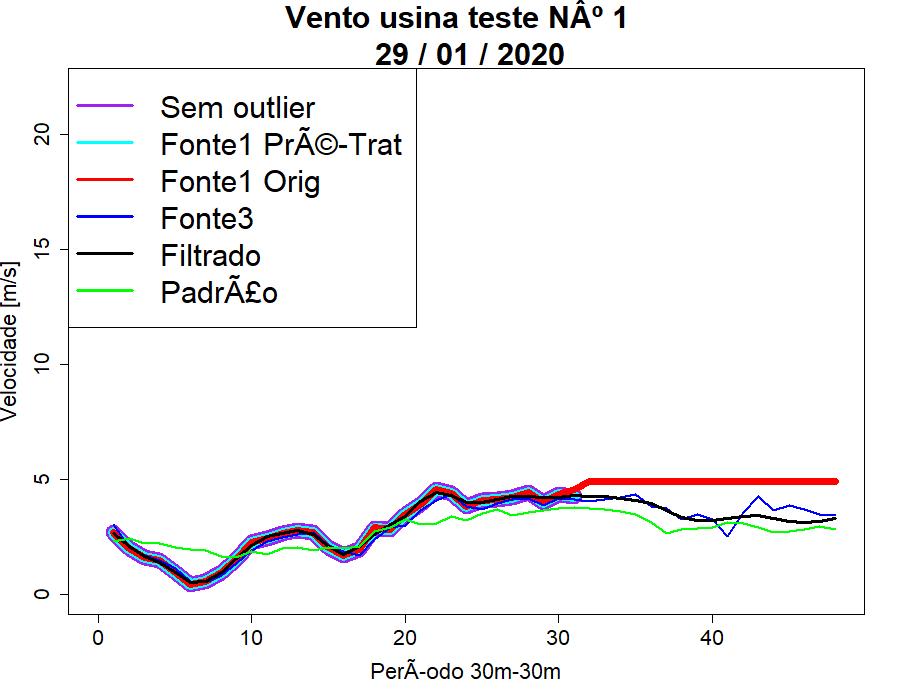 Vento usina teste NÂº 1
29 / 01 / 2020
Sem outlier
Fonte1 PrÃ©-Trat
Fonte1 Orig
Fonte3
Filtrado
PadrÃ£o
Velocidade [m/s]
20
15
10
5
0
0 10 20 30 40
PerÃ-odo 30m-30m